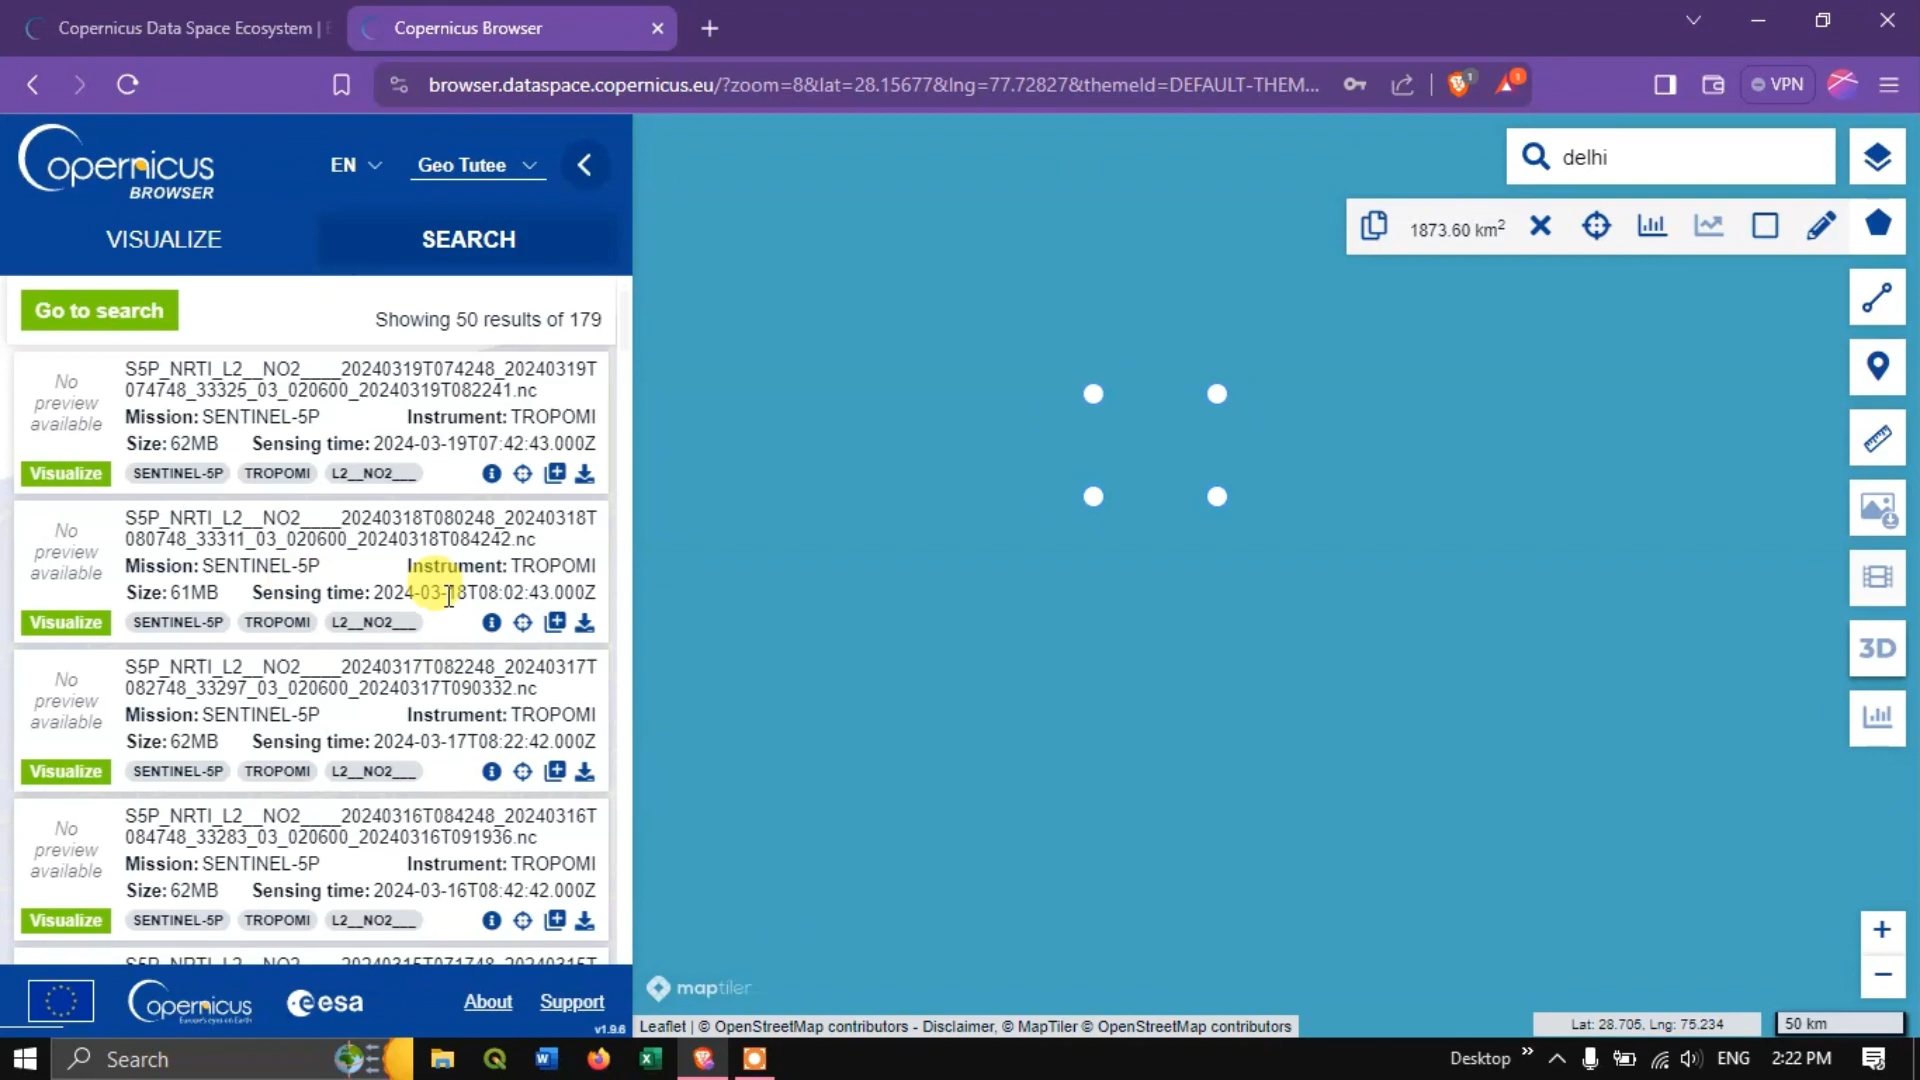 Copernicus Data Space Ecosystem |
Copernicus Browser
browser.dataspace.copernicus.eu/?zoom=8&lat=28.15677&lng=77.72827&themeId=DEFAULT-THEM...
1
1
VPN
Copernicus
BROWSER
EN
Geo Tutee
VISUALIZE
SEARCH
Go to search
Showing 50 results of 179
No preview available
S5P_NRTI_L2__NO2____20240319T074248_20240319T
074748_33325_03_020600_20240319T082241.nc
Mission: SENTINEL-5P Instrument: TROPOMI
Size: 62MB Sensing time: 2024-03-19T07:42:43.000Z
Visualize SENTINEL-5P TROPOMI L2__NO2___
No preview available
S5P_NRTI_L2__NO2____20240318T080248_20240318T
080748_33311_03_020600_20240318T084242.nc
Mission: SENTINEL-5P Instrument: TROPOMI
Size: 61MB Sensing time: 2024-03-18T08:02:43.000Z
Visualize SENTINEL-5P TROPOMI L2__NO2___
No preview available
S5P_NRTI_L2__NO2____20240317T082248_20240317T
082748_33297_03_020600_20240317T090332.nc
Mission: SENTINEL-5P Instrument: TROPOMI
Size: 62MB Sensing time: 2024-03-17T08:22:42.000Z
Visualize SENTINEL-5P TROPOMI L2__NO2___
No preview available
S5P_NRTI_L2__NO2____20240316T084248_20240316T
084748_33283_03_020600_20240316T091936.nc
Mission: SENTINEL-5P Instrument: TROPOMI
Size: 62MB Sensing time: 2024-03-16T08:42:42.000Z
Visualize SENTINEL-5P TROPOMI L2__NO2___
S5P_NRTI_L2__NO2____20240315T071748_20240315T
Copernicus
Europe's eyes on Earth
esa
About
Support
v1.9.6
delhi
1873.60 km2
3D
+
−
maptiler
Leaflet | © OpenStreetMap contributors - Disclaimer, © MapTiler © OpenStreetMap contributors
Lat: 28.705, Lng: 75.234
50 km
Search
Desktop
ENG
2:22 PM